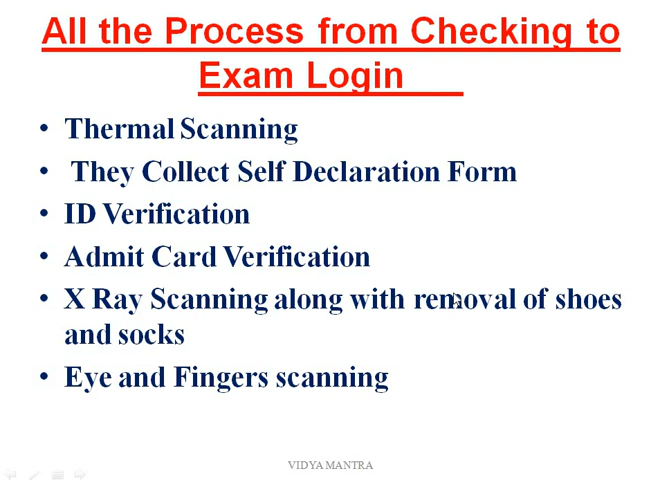 All the Process from Checking to
Exam Login
• Thermal Scanning
• They Collect Self Declaration Form
• ID Verification
• Admit Card Verification
• X Ray Scanning along with removal of shoes
and socks
• Eye and Fingers scanning
VIDYA MANTRA